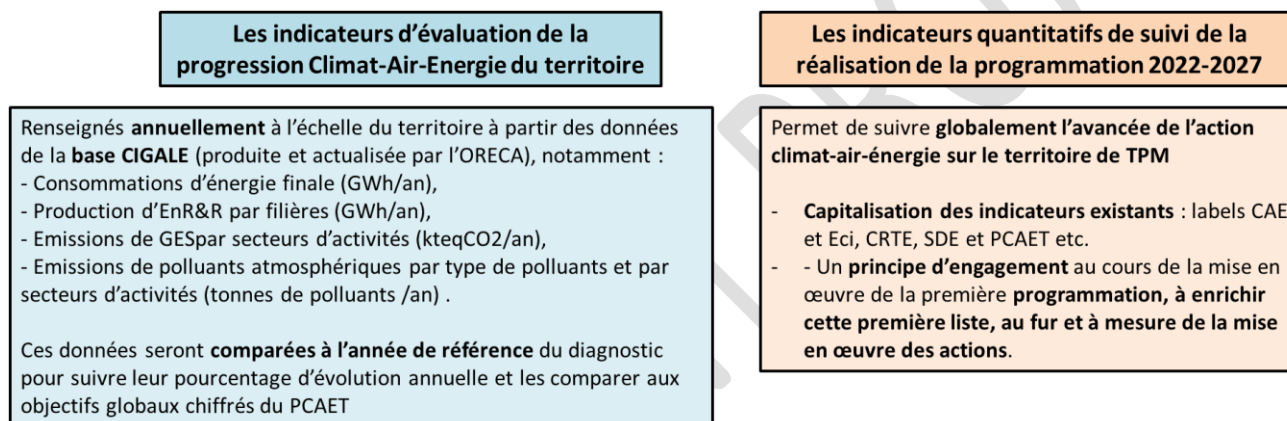 Les indicateurs d'évaluation de la
progression Climat-Air-Energie du territoire
Renseignés annuellement à l'échelle du territoire à partir des données
de la base CIGALE (produite et actualisée par l'ORECA), notamment :
- Consommations d'énergie finale (GWh/an),
- Production d'EnR&R par filières (GWh/an),
- Emissions de GESpar secteurs d'activités (kteqCO2/an),
- Emissions de polluants atmosphériques par type de polluants et par
secteurs d'activités (tonnes de polluants /an) .
Ces données seront comparées à l'année de référence du diagnostic
pour suivre leur pourcentage d'évolution annuelle et les comparer aux
objectifs globaux chiffrés du PCAET
Les indicateurs quantitatifs de suivi de la
réalisation de la programmation 2022-2027
Permet de suivre globalement l'avancée de l'action
climat-air-énergie sur le territoire de TPM
- Capitalisation des indicateurs existants : labels CAE
et Eci, CRTE, SDE et PCAET etc.
- - Un principe d'engagement au cours de la mise en
œuvre de la première programmation, à enrichir
cette première liste, au fur et à mesure de la mise
en œuvre des actions.